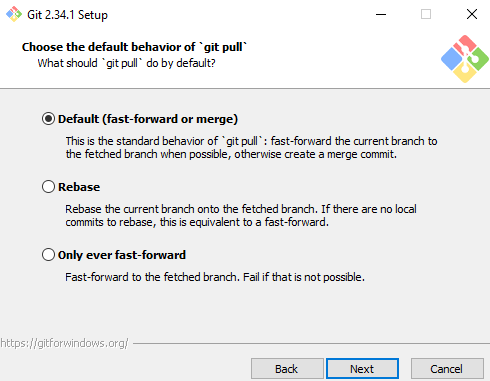 Git 2.34.1 Setup
Choose the default behavior of `git pull`
What should `git pull` do by default?
Default (fast-forward or merge)
This is the standard behavior of `git pull`: fast-forward the current branch to
the fetched branch when possible, otherwise create a merge commit.
Rebase
Rebase the current branch onto the fetched branch. If there are no local
commits to rebase, this is equivalent to a fast-forward.
Only ever fast-forward
Fast-forward to the fetched branch. Fail if that is not possible.
https://gitforwindows.org/
Back Next Cancel